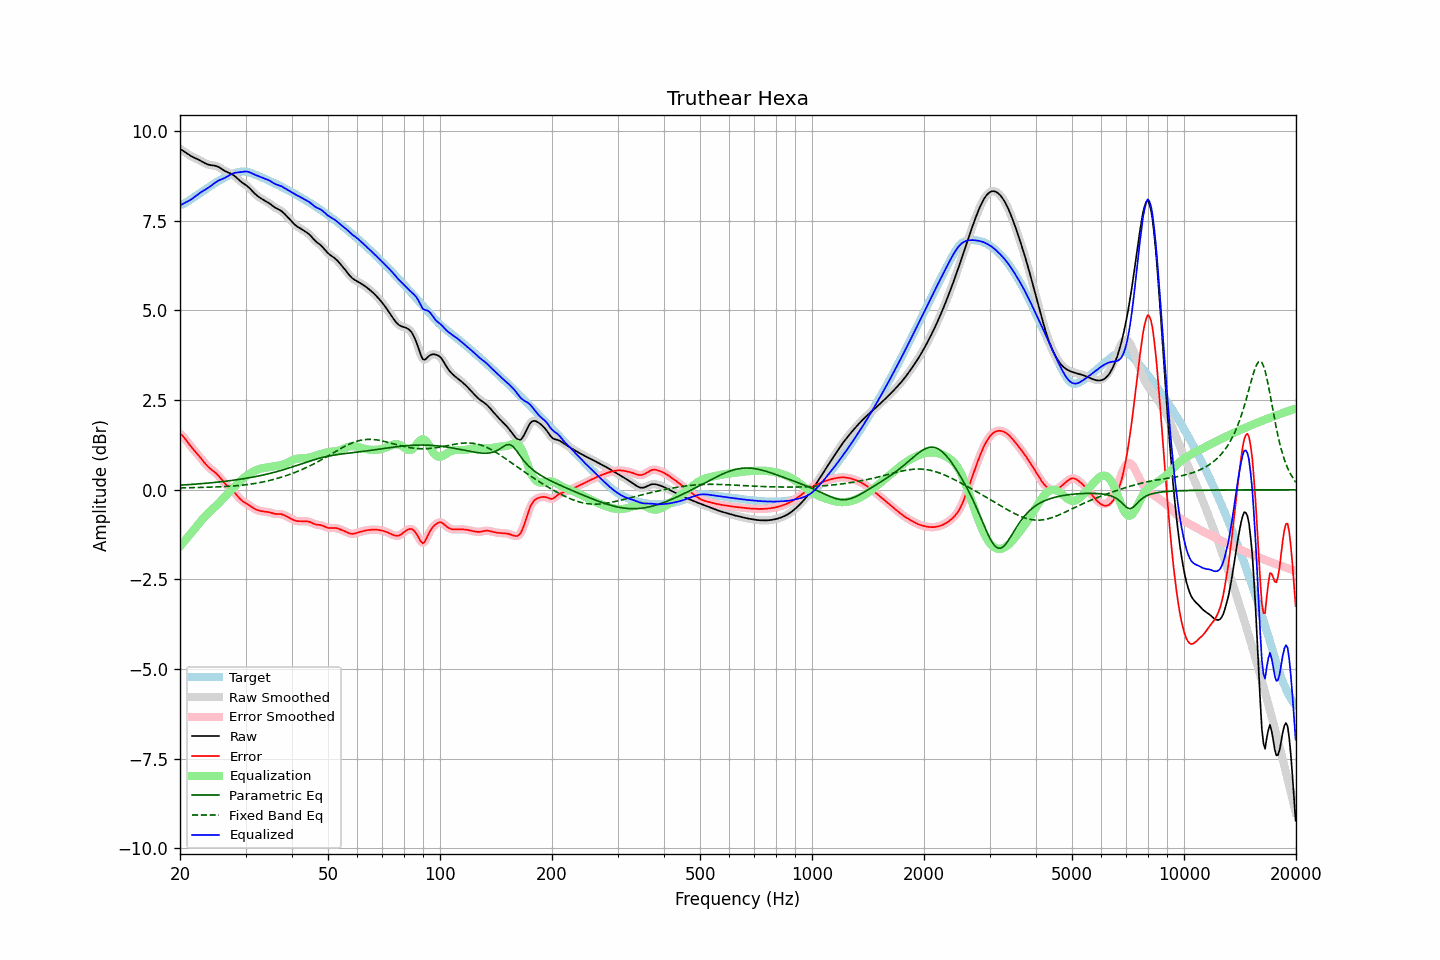 Truthear Hexa
Amplitude (dBr)
10.0
7.5
5.0
2.5
0.0
−2.5
−5.0
−7.5
−10.0
Target
Raw Smoothed
Error Smoothed
Raw
Error
Equalization
Parametric Eq
Fixed Band Eq
Equalized
20 50 100 200 500 1000 2000 5000 10000 20000
Frequency (Hz)